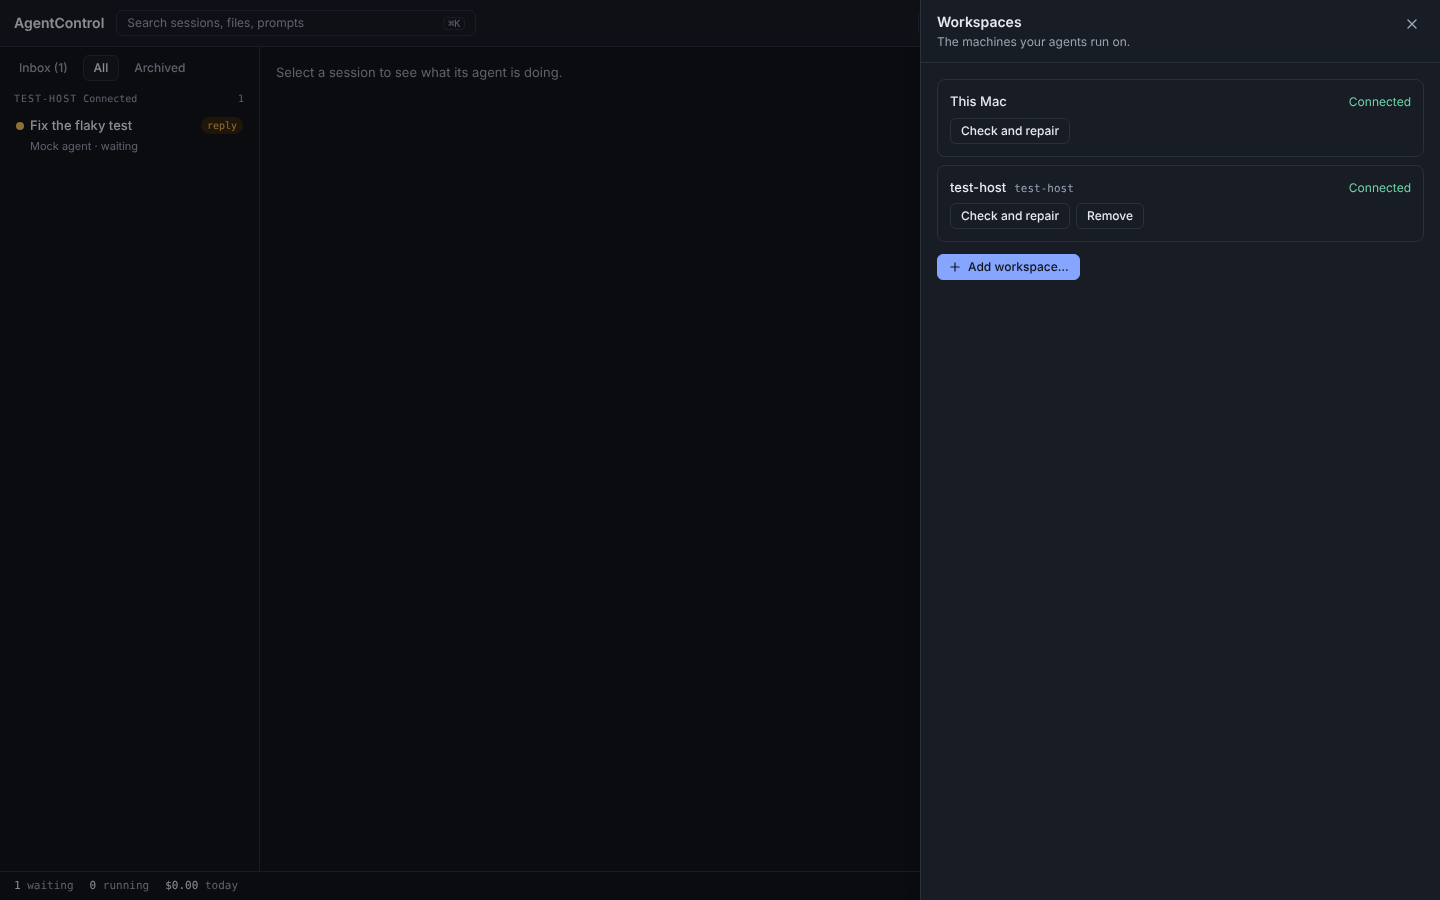 AgentControl
Search sessions, files, prompts ⌘K
Inbox (1) All Archived
TEST-HOST Connected 1
Fix the flaky test reply
Mock agent · waiting
Select a session to see what its agent is doing.
1 waiting 0 running $0.00 today
Workspaces
The machines your agents run on.
This Mac Connected
Check and repair
test-host test-host Connected
Check and repair Remove
Add workspace...